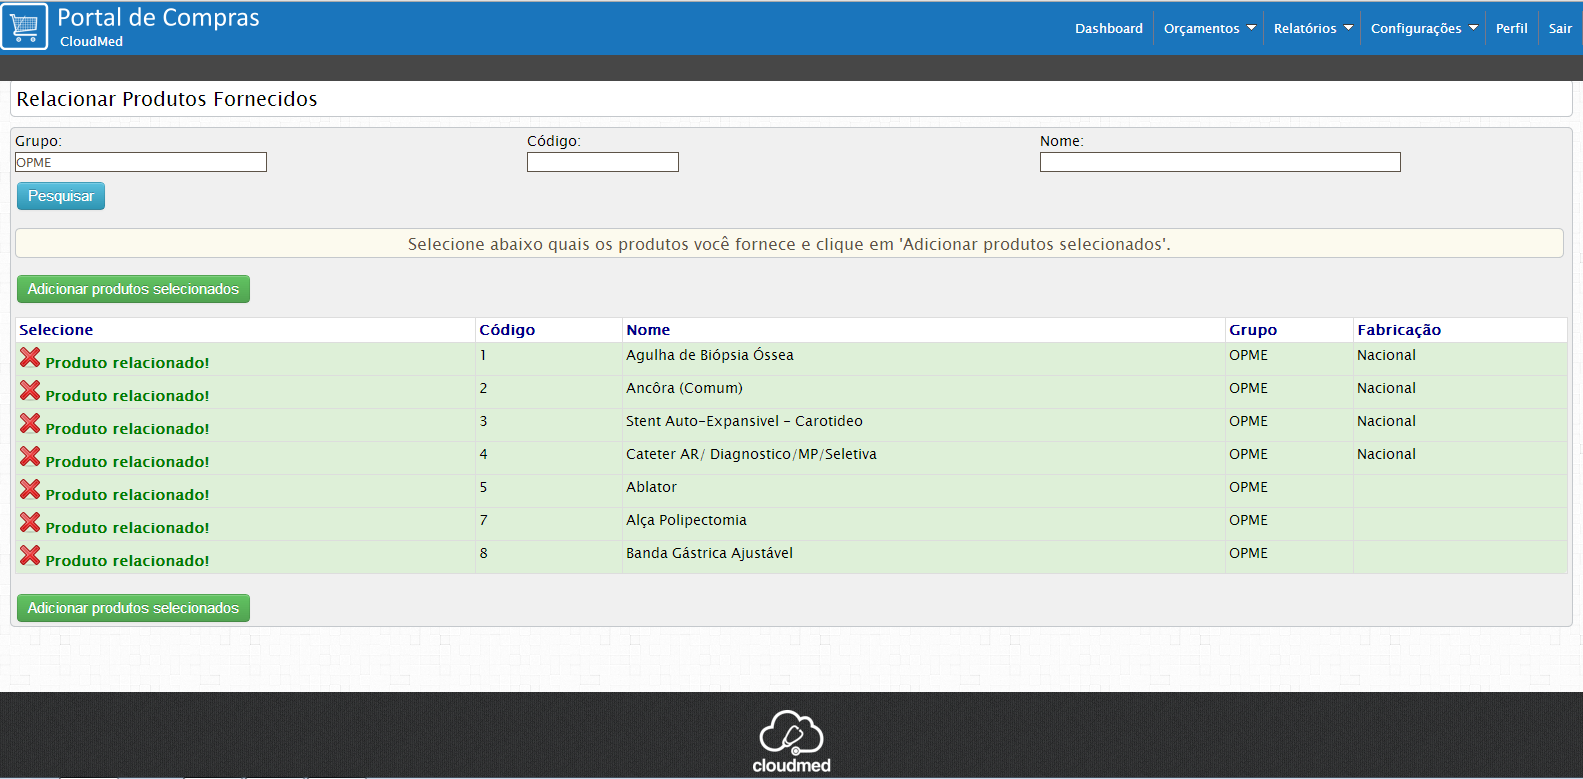 Portal de Compras
CloudMed
Dashboard Orçamentos Relatórios Configurações Perfil Sair
Relacionar Produtos Fornecidos
Grupo: Código: Nome:
OPME
Pesquisar
Selecione abaixo quais os produtos você fornece e clique em 'Adicionar produtos selecionados'.
Adicionar produtos selecionados
Selecione Código Nome Grupo Fabricação
Produto relacionado! 1 Agulha de Biópsia Óssea OPME Nacional
Produto relacionado! 2 Ancôra (Comum) OPME Nacional
Produto relacionado! 3 Stent Auto-Expansivel - Carotideo OPME Nacional
Produto relacionado! 4 Cateter AR/ Diagnostico/MP/Seletiva OPME Nacional
Produto relacionado! 5 Ablator OPME
Produto relacionado! 7 Alça Polipectomia OPME
Produto relacionado! 8 Banda Gástrica Ajustável OPME
Adicionar produtos selecionados
cloudmed